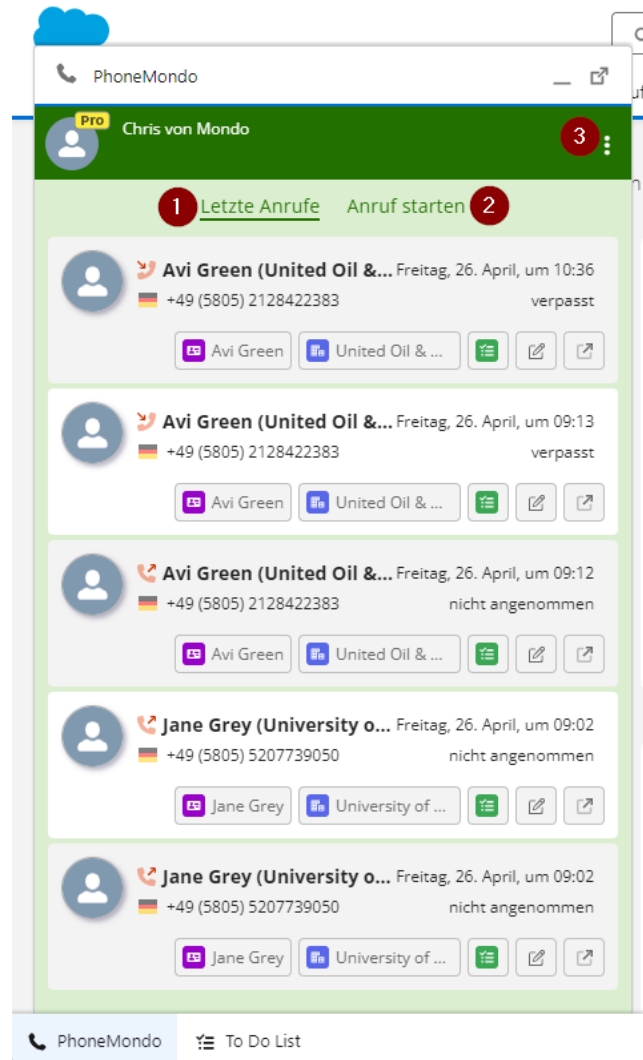 PhoneMondo
Pro
Chris von Mondo
3
1 Letzte Anrufe Anruf starten 2
Avi Green (United Oil &... Freitag, 26. April, um 10:36
+49 (5805) 2128422383 verpasst
Avi Green United Oil & ...
Avi Green (United Oil &... Freitag, 26. April, um 09:13
+49 (5805) 2128422383 verpasst
Avi Green United Oil & ...
Avi Green (United Oil &... Freitag, 26. April, um 09:12
+49 (5805) 2128422383 nicht angenommen
Avi Green United Oil & ...
Jane Grey (University o... Freitag, 26. April, um 09:02
+49 (5805) 5207739050 nicht angenommen
Jane Grey University of ...
Jane Grey (University o... Freitag, 26. April, um 09:02
+49 (5805) 5207739050 nicht angenommen
Jane Grey University of ...
PhoneMondo To Do List